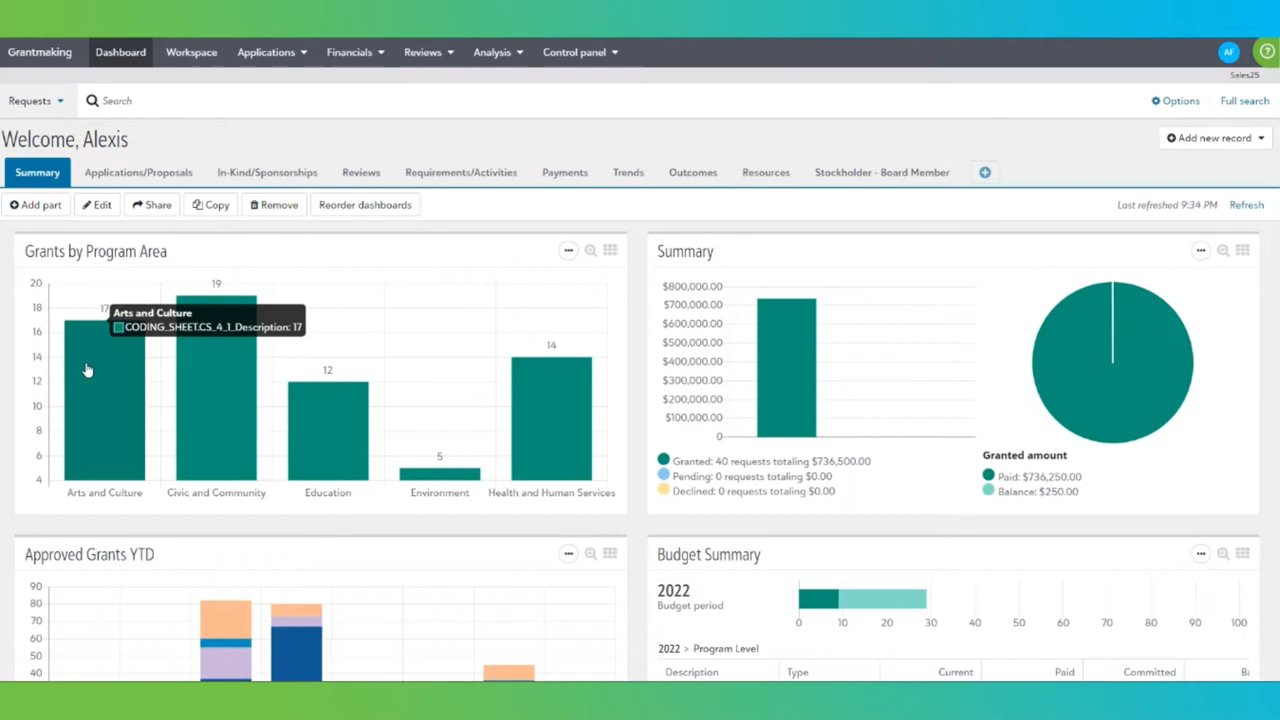 Grantmaking Dashboard Workspace Applications Financials Reviews Analysis Control panel AF ?
Sales25
Requests Search Options Full search
Welcome, Alexis Add new record
Summary Applications/Proposals In-Kind/Sponsorships Reviews Requirements/Activities Payments Trends Outcomes Resources Stockholder - Board Member
Add part Edit Share Copy Remove Reorder dashboards Last refreshed 9:34 PM Refresh
Grants by Program Area
20
18
16
14
12
10
8
6
4
17
19
12
5
14
Arts and Culture
CODING_SHEET.CS_4_1_Description: 17
Arts and Culture Civic and Community Education Environment Health and Human Services
Summary
$800,000.00
$700,000.00
$600,000.00
$500,000.00
$400,000.00
$300,000.00
$200,000.00
$100,000.00
0
Granted: 40 requests totaling $736,500.00
Pending: 0 requests totaling $0.00
Declined: 0 requests totaling $0.00
Granted amount
Paid: $736,250.00
Balance: $250.00
Approved Grants YTD
90
80
70
60
50
40
Budget Summary
2022
Budget period
0 10 20 30 40 50 60 70 80 90 100
2022 > Program Level
Description Type Current Paid Committed